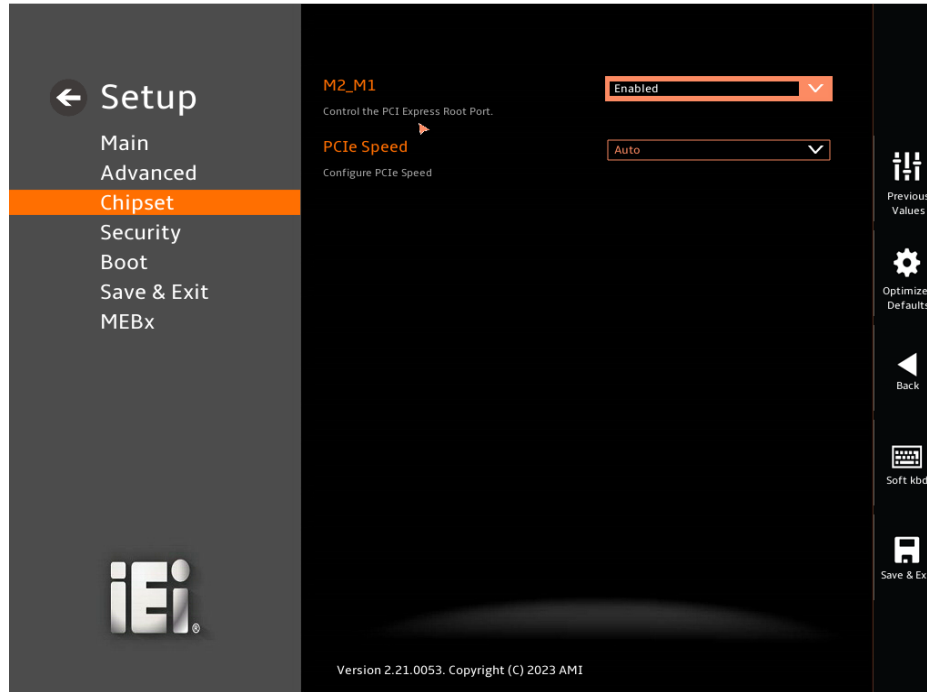 Setup
Main
Advanced
Chipset
Security
Boot
Save & Exit
MEBx
M2_M1
Enabled
Control the PCI Express Root Port.
PCIe Speed
Auto
Configure PCIe Speed
Previous
Values
Optimize
Defaults
Back
Soft kbd
Save & Ex
iEi®
Version 2.21.0053. Copyright (C) 2023 AMI